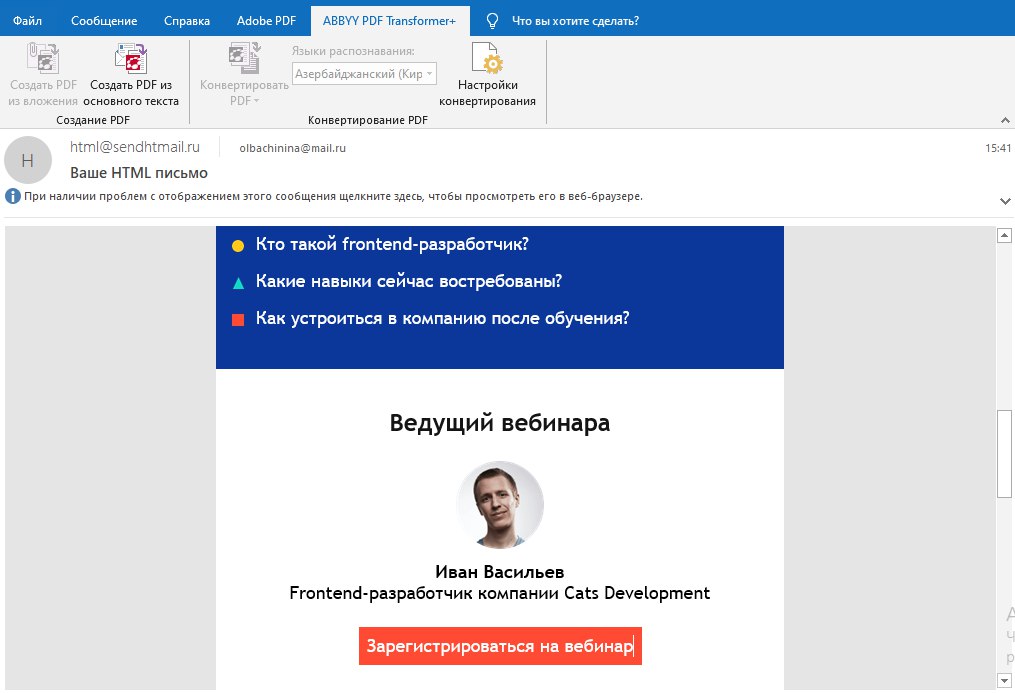 Файл Сообщение Справка Adobe PDF ABBYY PDF Transformer+ Что вы хотите сделать?
Создать PDF из вложения
Создать PDF из основного текста
Создание PDF
Конвертировать PDF
Языки распознавания:
Азербайджанский (Кир
Настройки конвертирования
Конвертирование PDF
H
html@sendhtmail.ru olbachinina@mail.ru 15:41
Ваше HTML письмо
При наличии проблем с отображением этого сообщения щелкните здесь, чтобы просмотреть его в веб-браузере.
Кто такой frontend-разработчик?
Какие навыки сейчас востребованы?
Как устроиться в компанию после обучения?
Ведущий вебинара
Иван Васильев
Frontend-разработчик компании Cats Development
Зарегистрироваться на вебинар